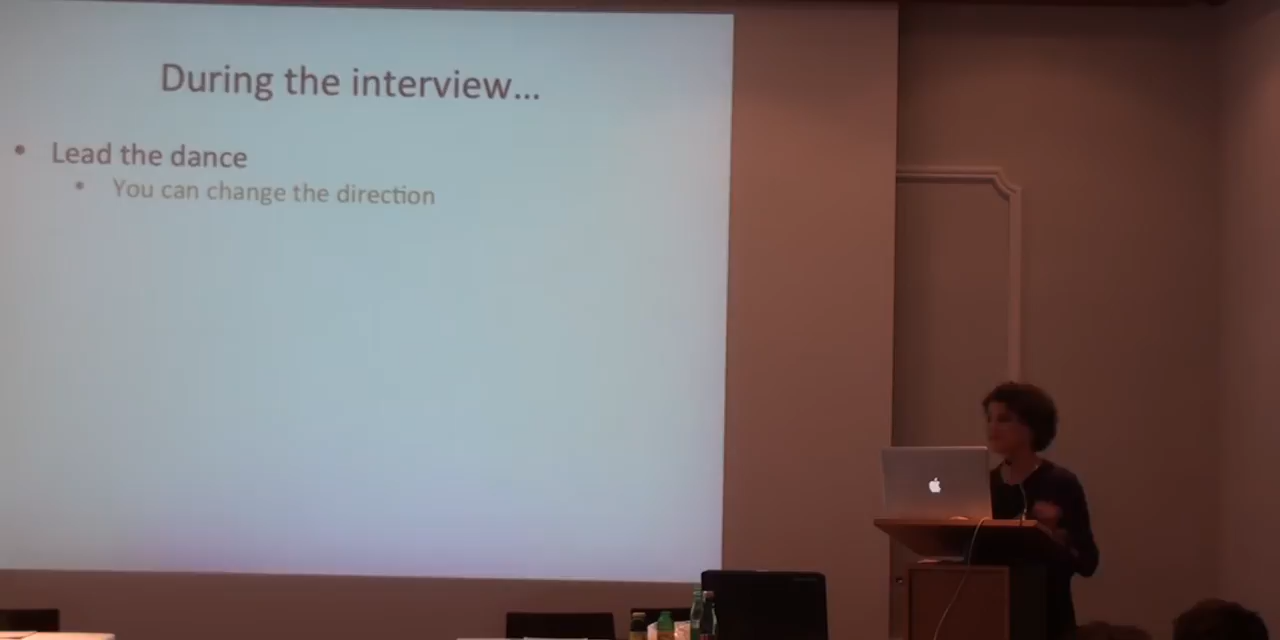 During the interview...
• Lead the dance
• You can change the direction